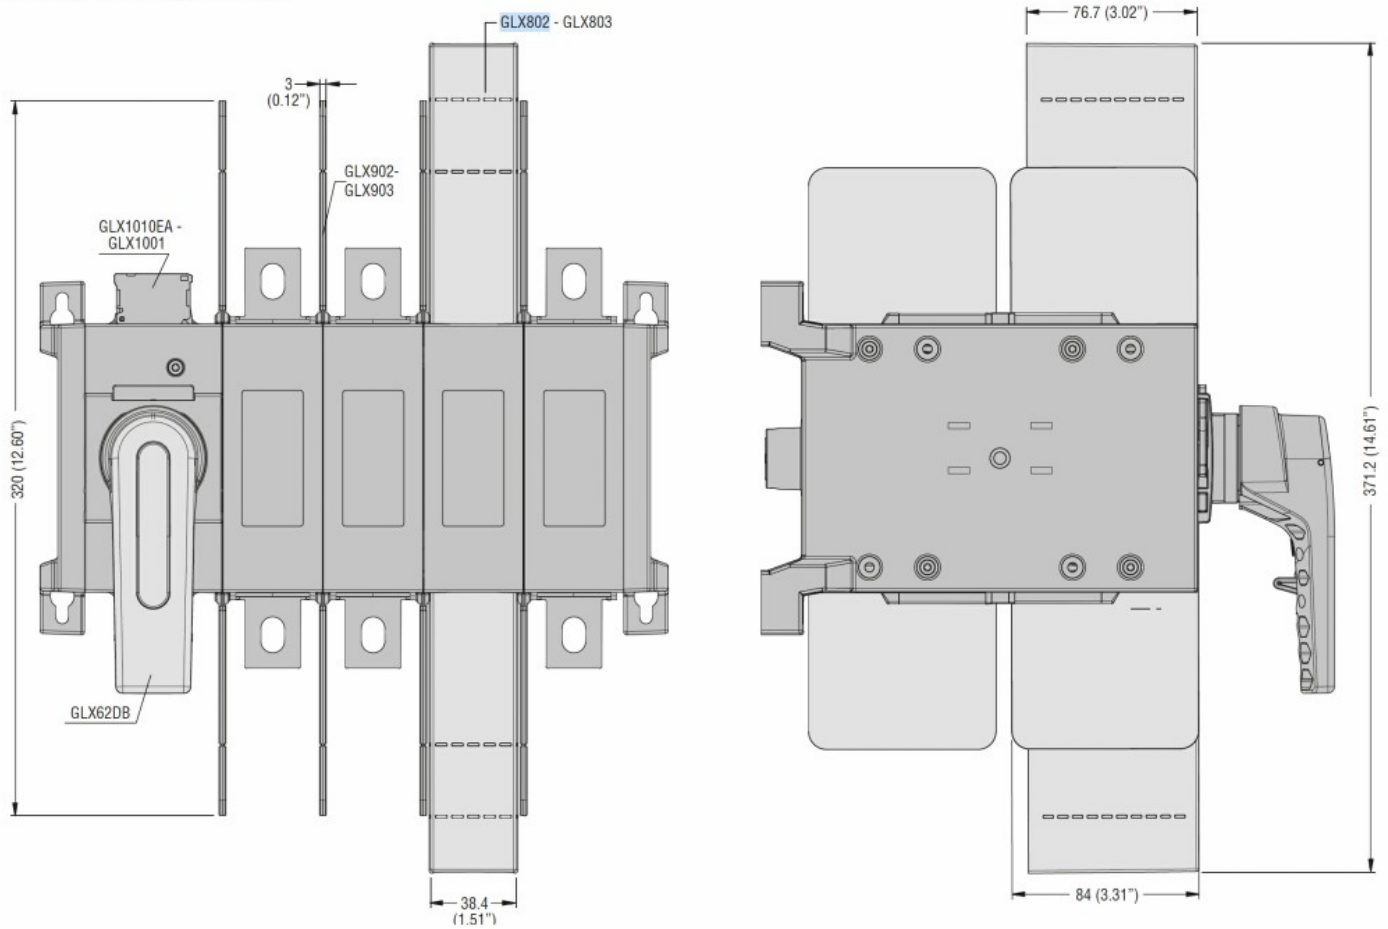 GLX802 - GLX803
76.7 (3.02")
3
(0.12")
GLX902-
GLX903
GLX1010EA -
GLX1001
320 (12.60")
371.2 (14.61")
GLX62DB
38.4
(1.51")
84 (3.31")